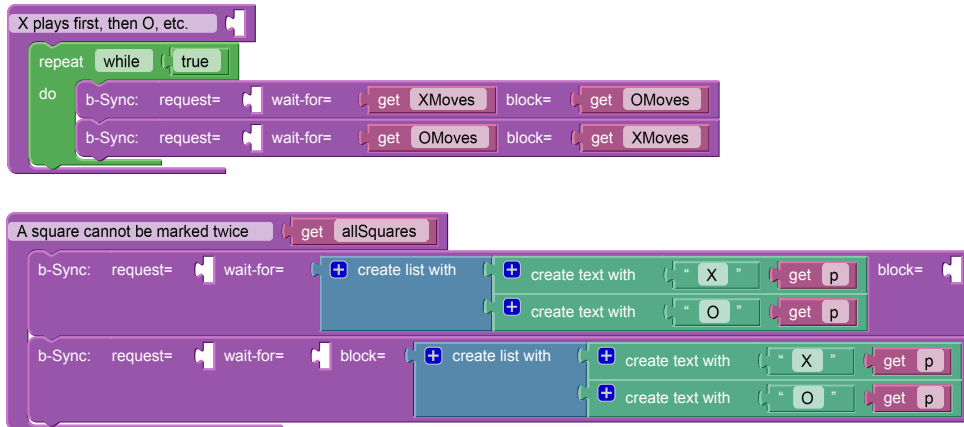 X plays first, then O, etc.
repeat while true
do b-Sync: request= wait-for= get XMoves block= get OMoves
b-Sync: request= wait-for= get OMoves block= get XMoves
A square cannot be marked twice get allSquares
b-Sync: request= wait-for= + create list with + create text with “ X ” get p block=
+ create text with “ O ” get p
b-Sync: request= wait-for= block= + create list with + create text with “ X ” get p
+ create text with “ O ” get p